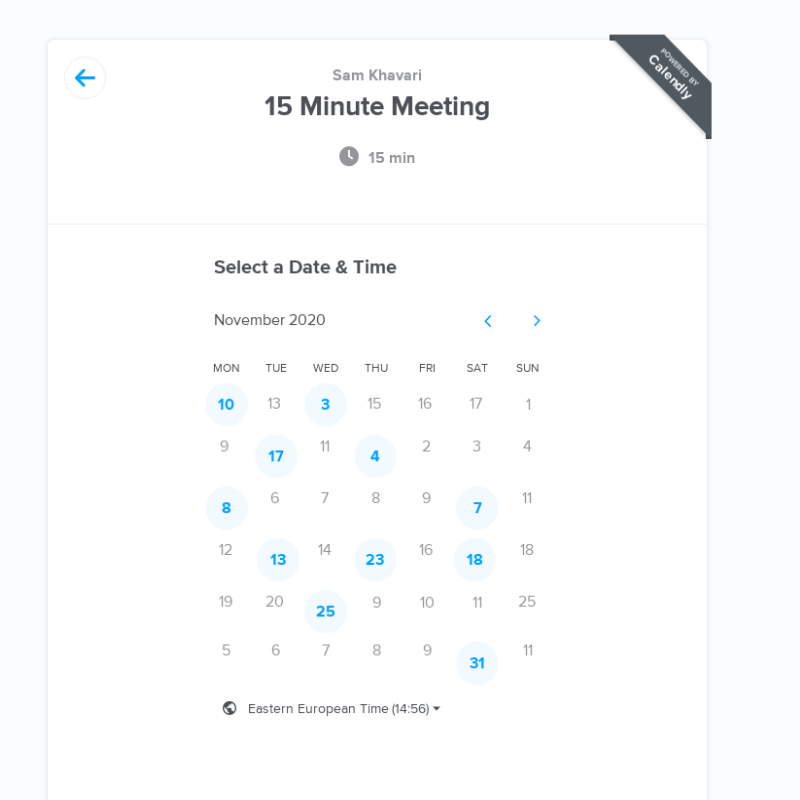 POWERED BY
Calendly
Sam Khavari
15 Minute Meeting
15 min
Select a Date & Time
November 2020
MON TUE WED THU FRI SAT SUN
10 13 3 15 16 17 1
9 17 11 4 2 3 4
8 6 7 8 9 7 11
12 13 14 23 16 18 18
19 20 25 9 10 11 25
5 6 7 8 9 31 11
Eastern European Time (14:56)